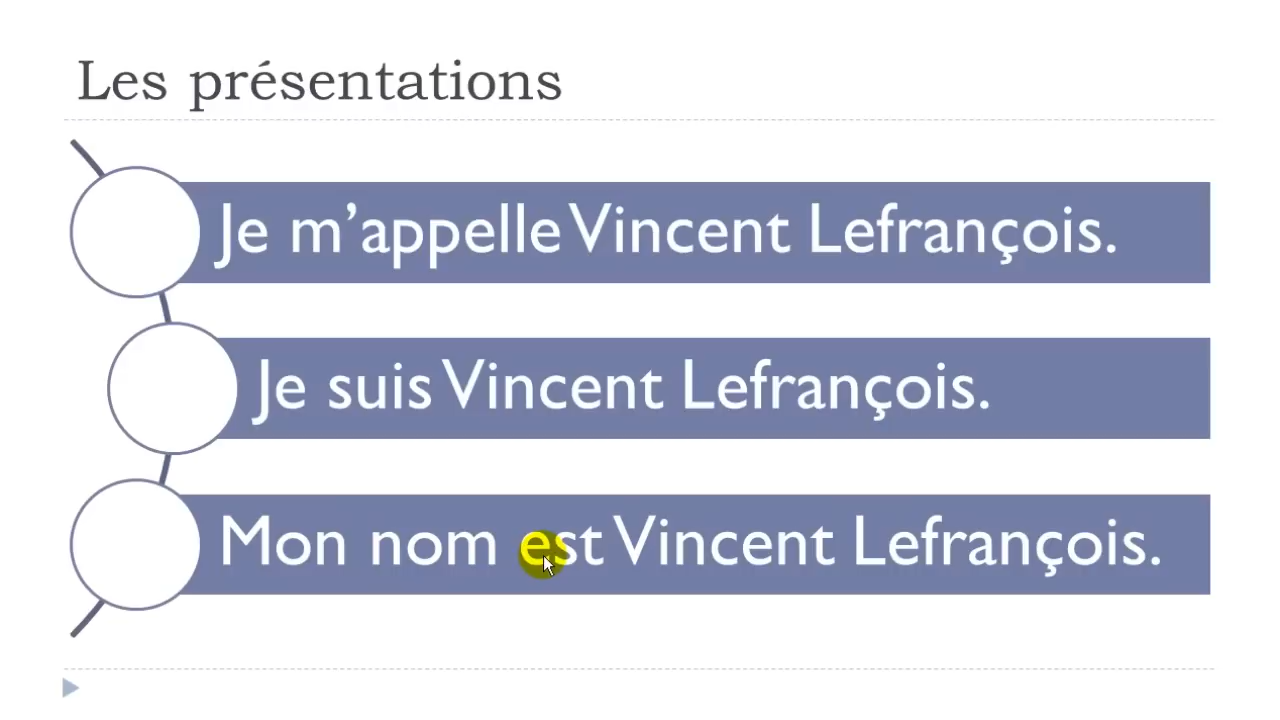 Les présentations
Je m’appelle Vincent Lefrançois.
Je suis Vincent Lefrançois.
Mon nom est Vincent Lefrançois.